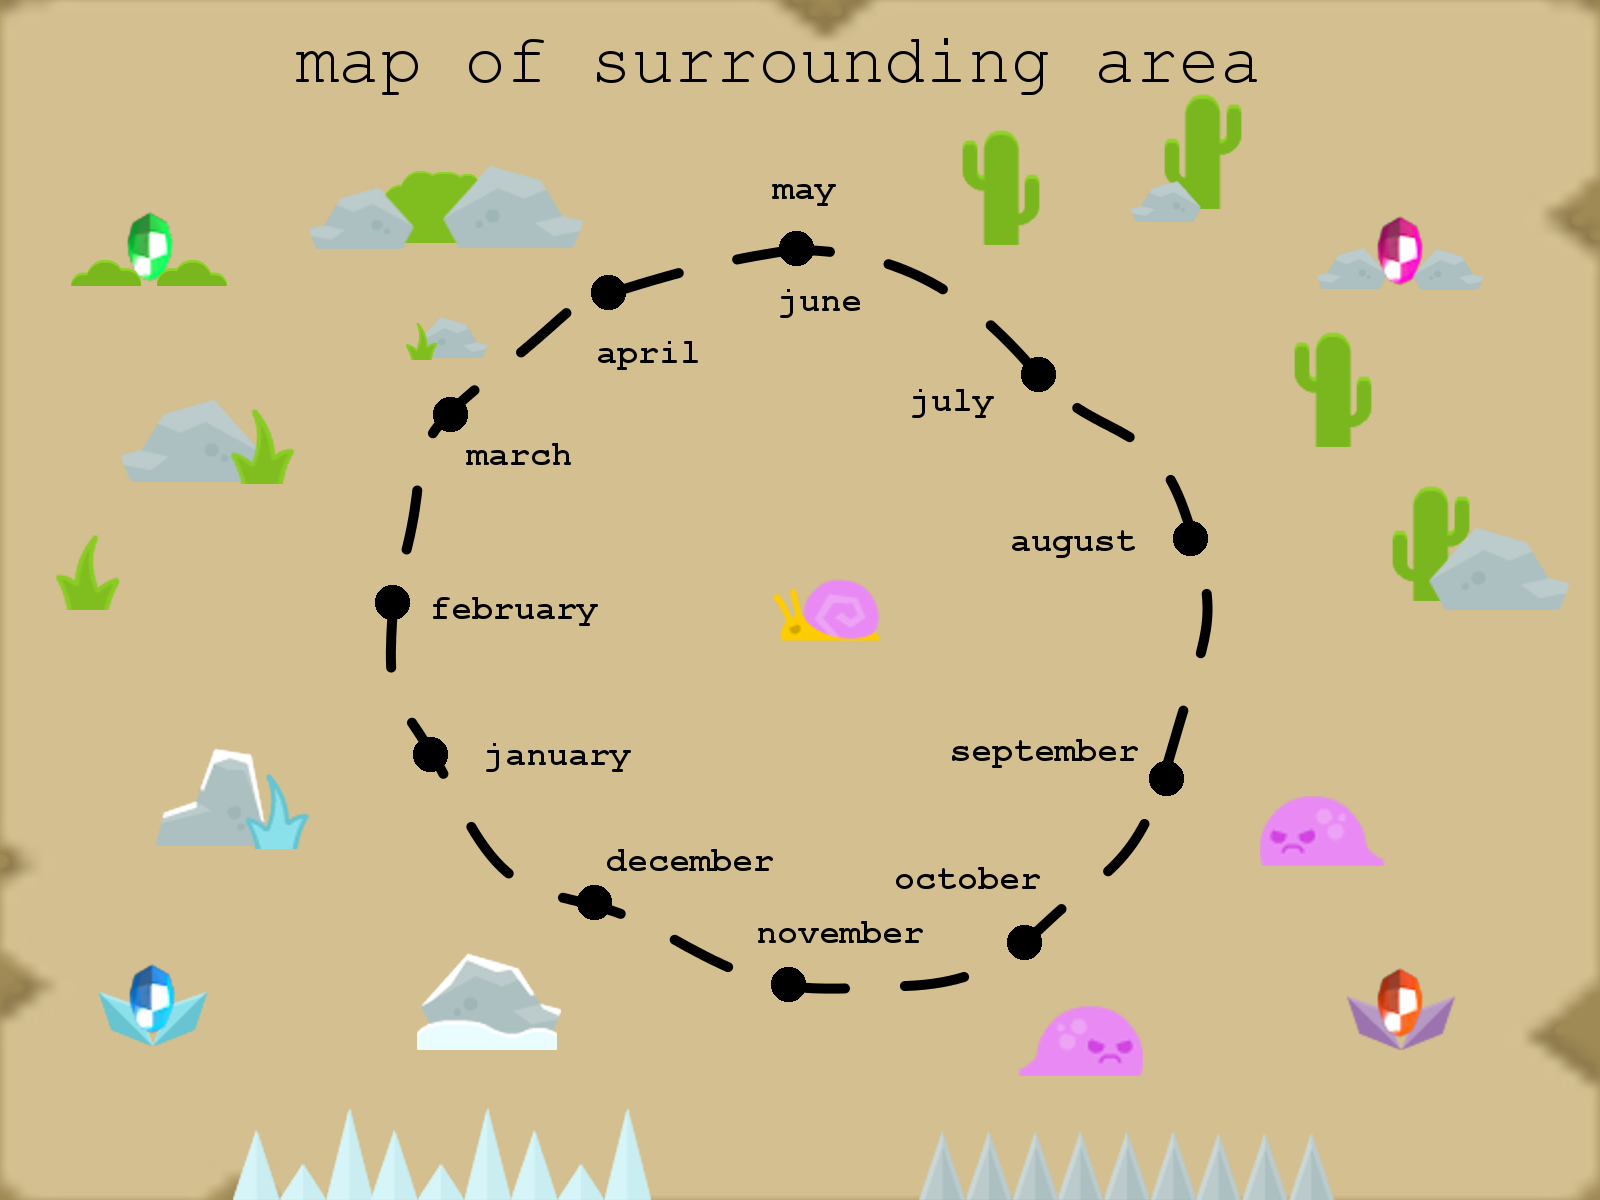 map of surrounding area
may
june
april
july
march
august
february
september
january
december
october
november